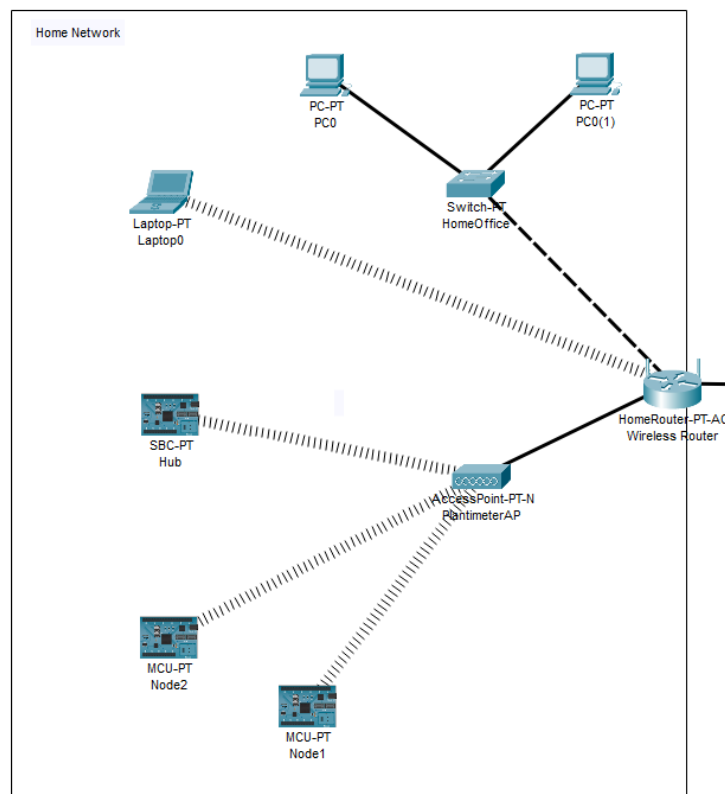 Home Network
PC-PT
PC0
PC-PT
PC0(1)
Switch-PT
HomeOffice
Laptop-PT
Laptop0
HomeRouter-PT-AC
Wireless Router
SBC-PT
Hub
AccessPoint-PT-N
PlantimeterAP
MCU-PT
Node2
MCU-PT
Node1